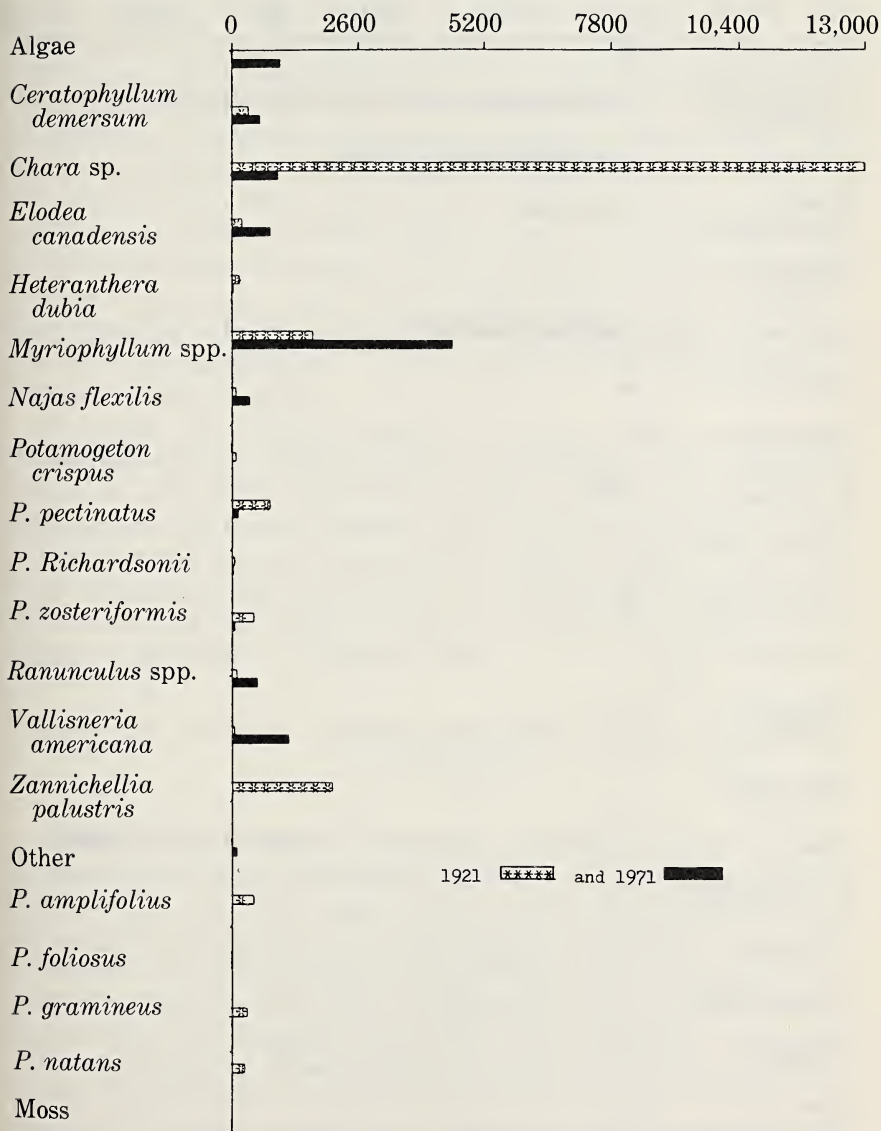 0 2600 5200 7800 10,400 13,000
Algae
Ceratophyllum
demersum
Chara sp.
Elodea
canadensis
Heteranthera
dubia
Myriophyllum spp.
Najas flexilis
Potamogeton
crispus
P. pectinatus
P. Richardsonii
P. zosteriformis
Ranunculus spp.
Vallisneria
americana
Zannichellia
palustris
Other
1921 and 1971
P. amplifolius
P. foliosus
P. gramineus
P. natans
Moss